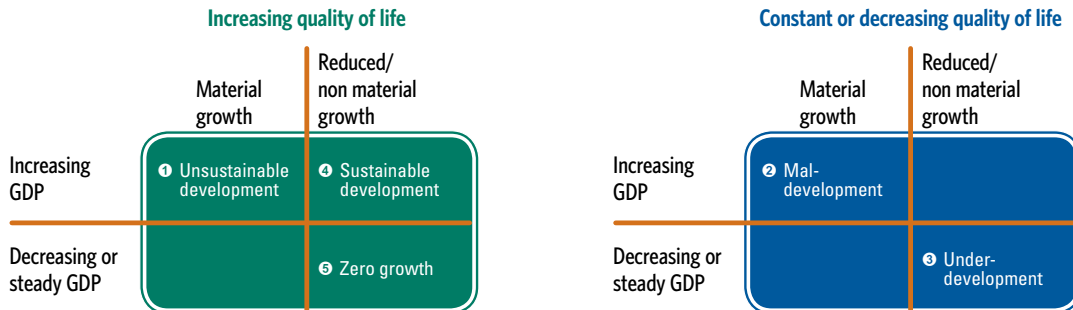 Increasing quality of life
Material
growth
Reduced/
non material
growth
Increasing
GDP
❶ Unsustainable
development
❹ Sustainable
development
Decreasing or
steady GDP
❺ Zero growth
Constant or decreasing quality of life
Material
growth
Reduced/
non material
growth
Increasing
GDP
❷ Mal-
development
Decreasing or
steady GDP
❸ Under-
development